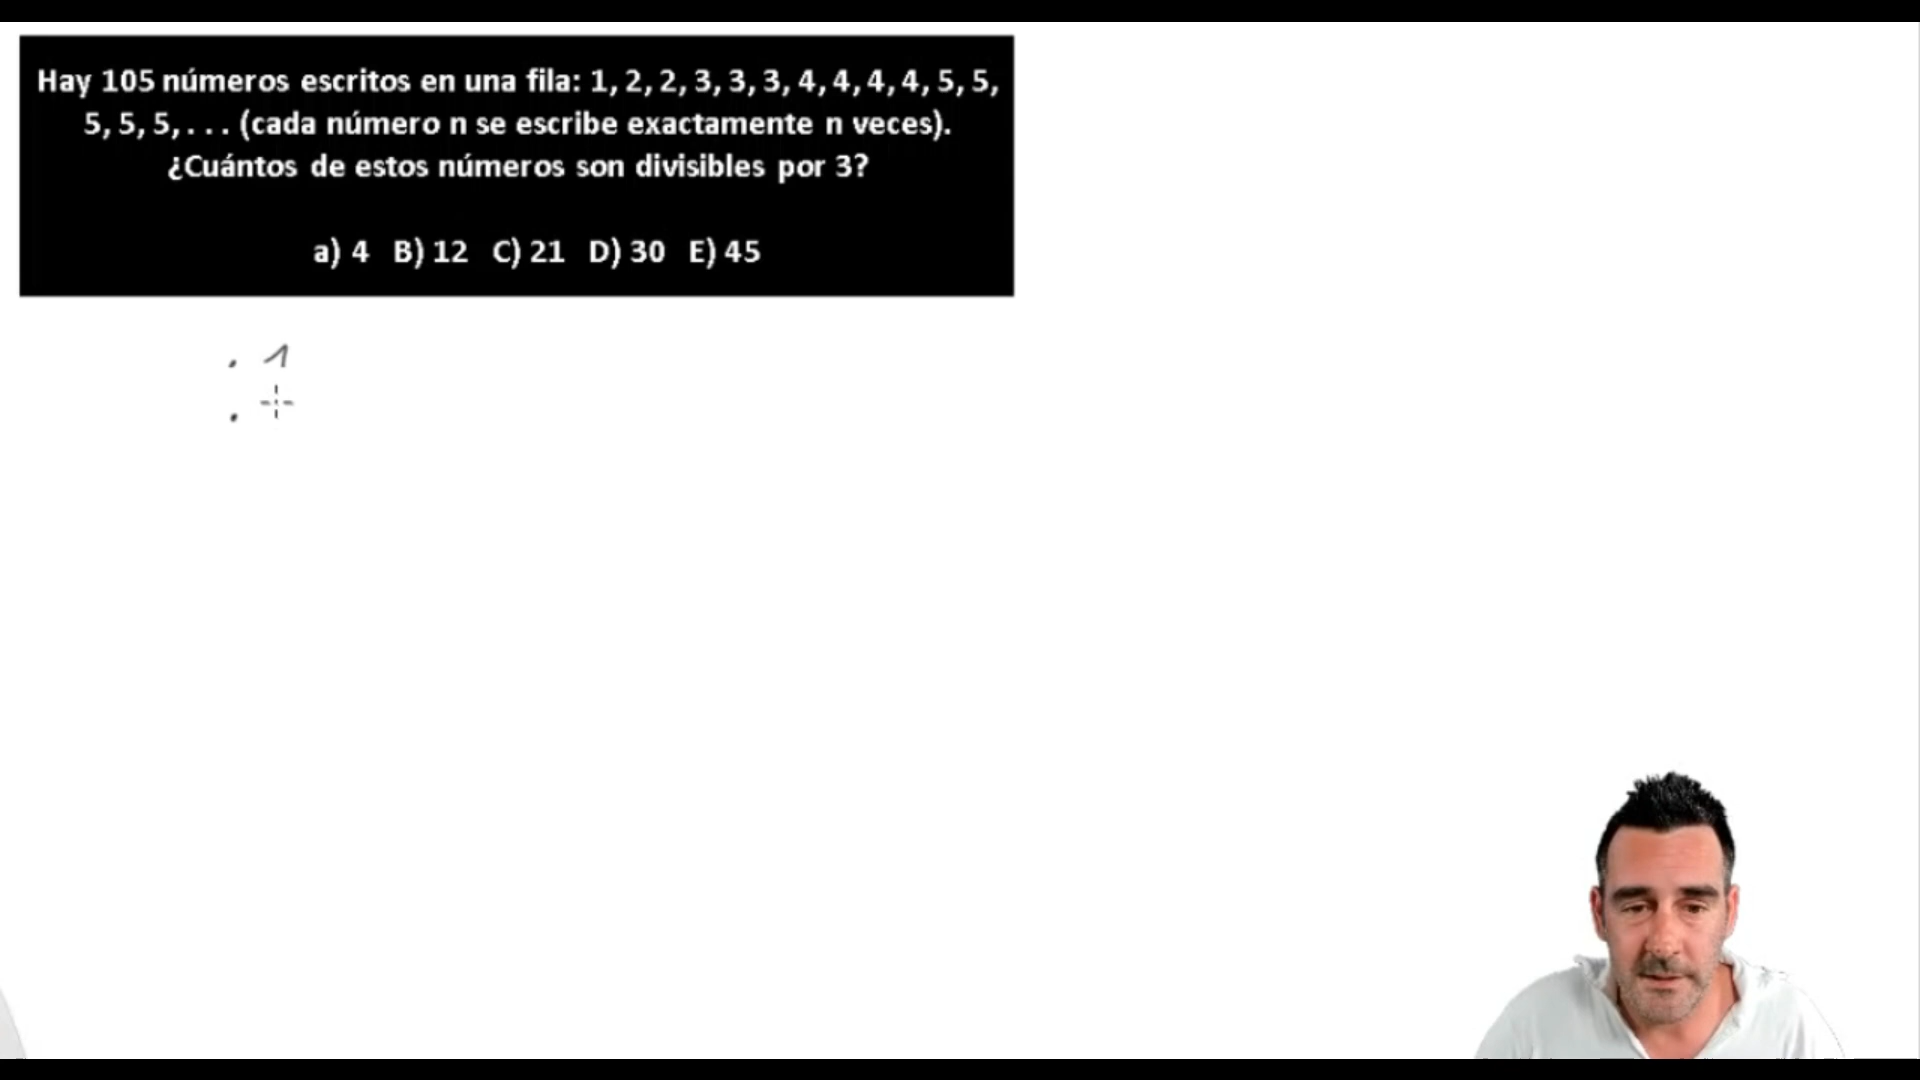 Hay 105 números escritos en una fila: 1, 2, 2, 3, 3, 3, 4, 4, 4, 4, 5, 5,
5, 5, 5, . . . (cada número n se escribe exactamente n veces).
¿Cuántos de estos números son divisibles por 3?
a) 4 B) 12 C) 21 D) 30 E) 45
. 1
.